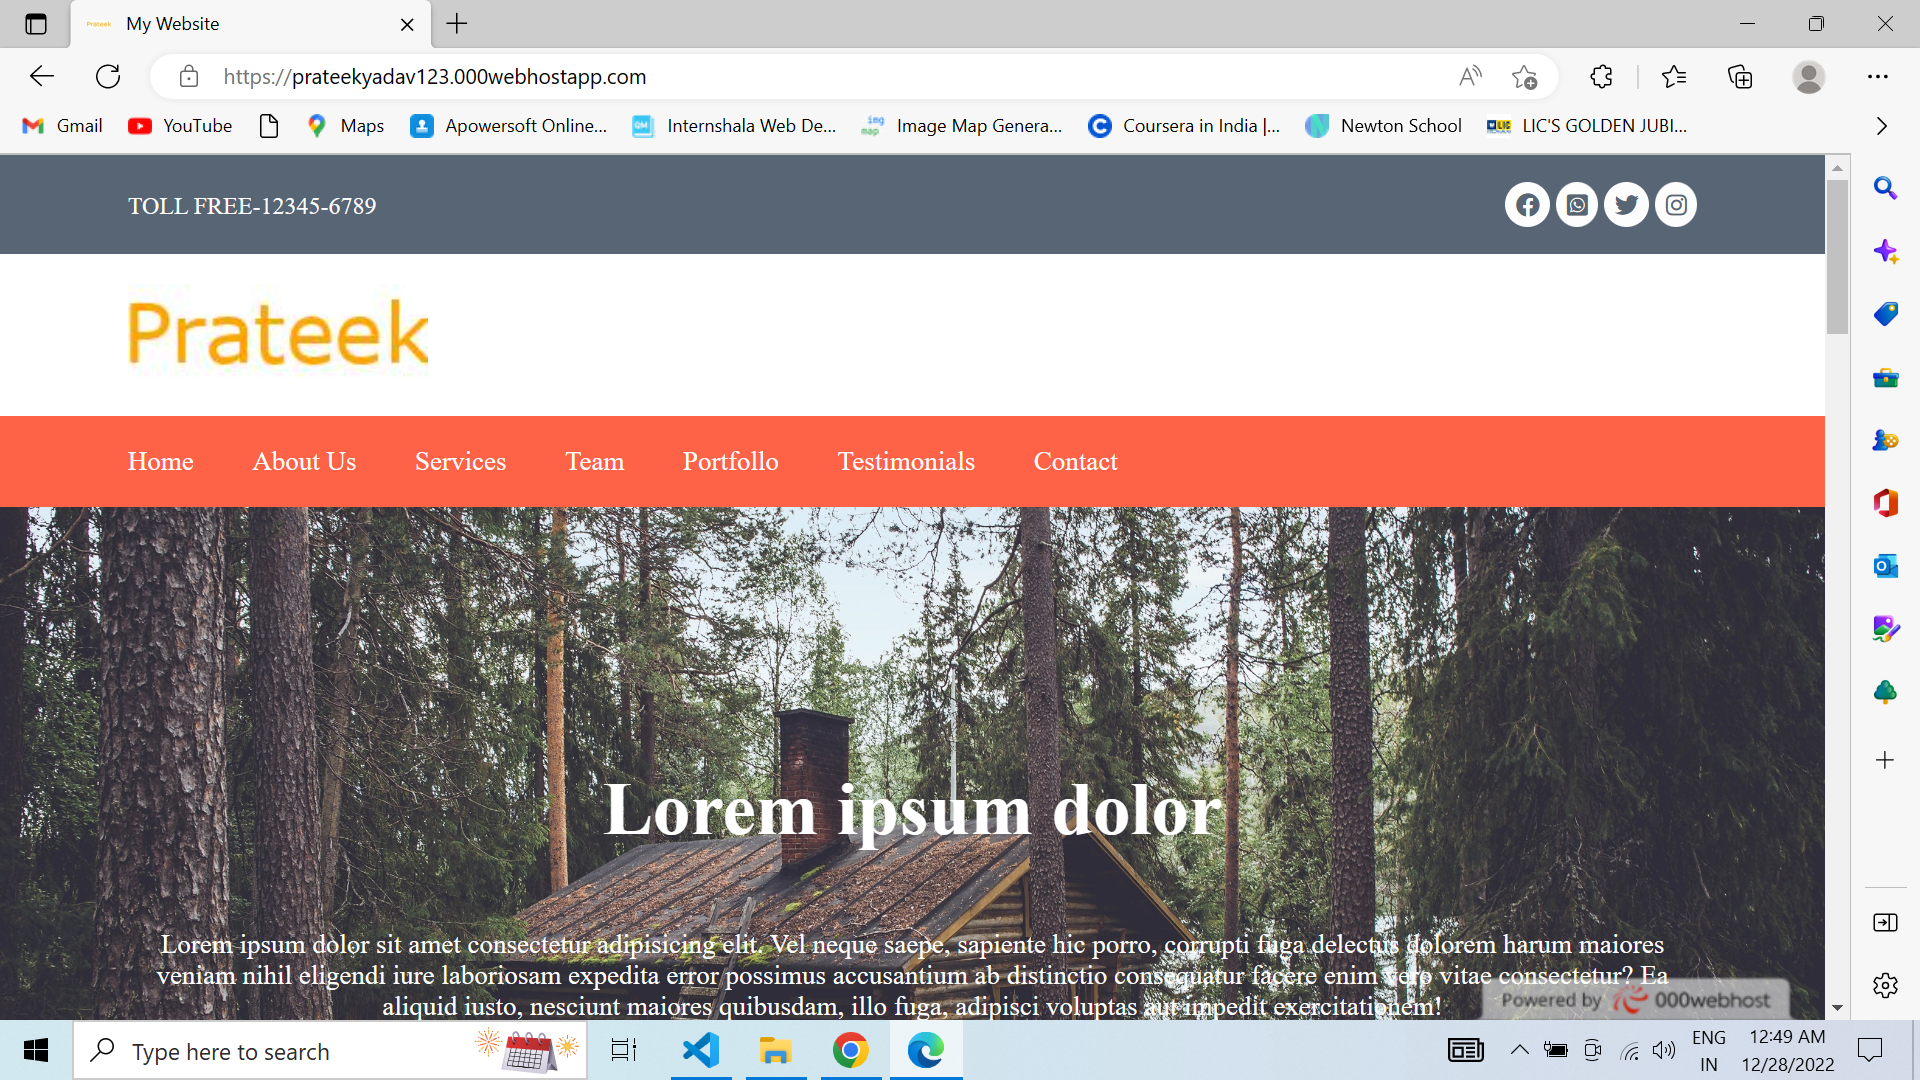 Prateek My Website
https://prateekyadav123.000webhostapp.com
Gmail YouTube Maps Apowersoft Online... Internshala Web De... img map Image Map Genera... Coursera in India |... Newton School LIC LIC'S GOLDEN JUBI...
TOLL FREE-12345-6789
Prateek
Home About Us Services Team Portfollo Testimonials Contact
Lorem ipsum dolor
Lorem ipsum dolor sit amet consectetur adipisicing elit. Vel neque saepe, sapiente hic porro, corrupti fuga delectus dolorem harum maiores
veniam nihil eligendi iure laboriosam expedita error possimus accusantium ab distinctio consequatur facere enim vero vitae consectetur? Ea
aliquid iusto, nesciunt maiores quibusdam, illo fuga, adipisci voluptas aut impedit exercitationem!
Powered by 000webhost
Type here to search
ENG
IN
12:49 AM
12/28/2022